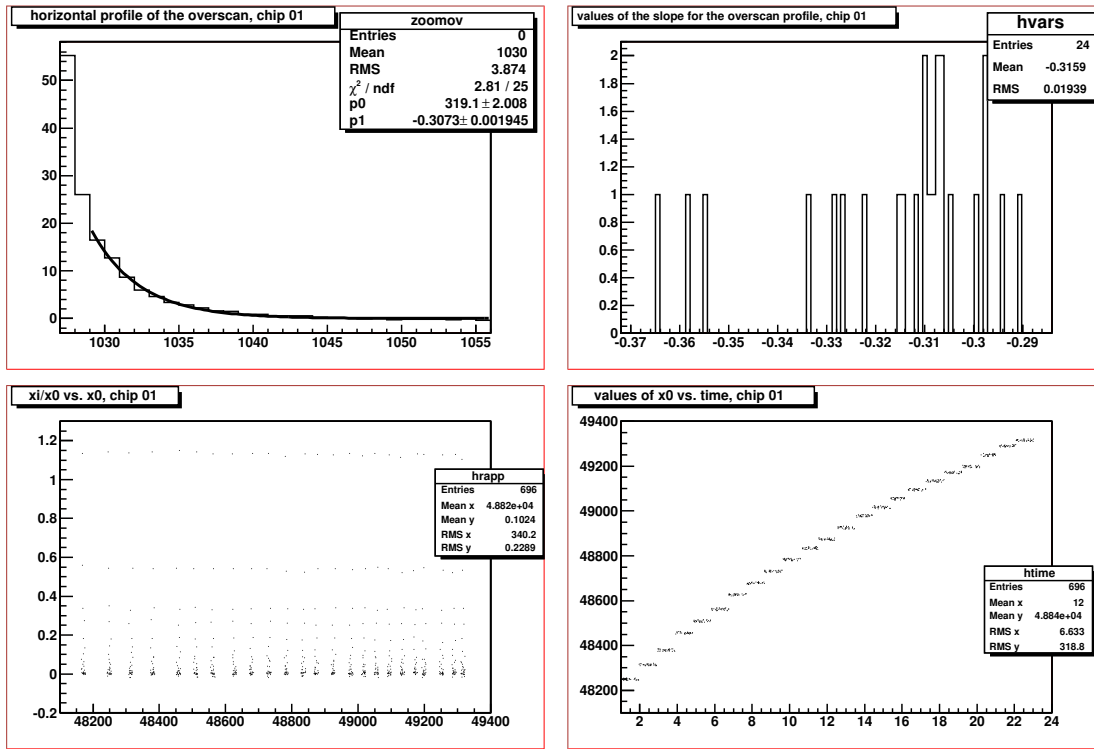 horizontal profile of the overscan, chip 01
zoomov
Entries 0
Mean 1030
RMS 3.874
χ² / ndf 2.81 / 25
p0 319.1 ± 2.008
p1 -0.3073± 0.001945
50
40
30
20
10
0
1030 1035 1040 1045 1050 1055
values of the slope for the overscan profile, chip 01
hvars
Entries 24
Mean -0.3159
RMS 0.01939
2
1.8
1.6
1.4
1.2
1
0.8
0.6
0.4
0.2
0
-0.37 -0.36 -0.35 -0.34 -0.33 -0.32 -0.31 -0.3 -0.29
xi/x0 vs. x0, chip 01
hrapp
Entries 696
Mean x 4.882e+04
Mean y 0.1024
RMS x 340.2
RMS y 0.2289
1.2
1
0.8
0.6
0.4
0.2
0
-0.2
48200 48400 48600 48800 49000 49200 49400
values of x0 vs. time, chip 01
htime
Entries 696
Mean x 12
Mean y 4.884e+04
RMS x 6.633
RMS y 318.8
49400
49200
49000
48800
48600
48400
48200
2 4 6 8 10 12 14 16 18 20 22 24